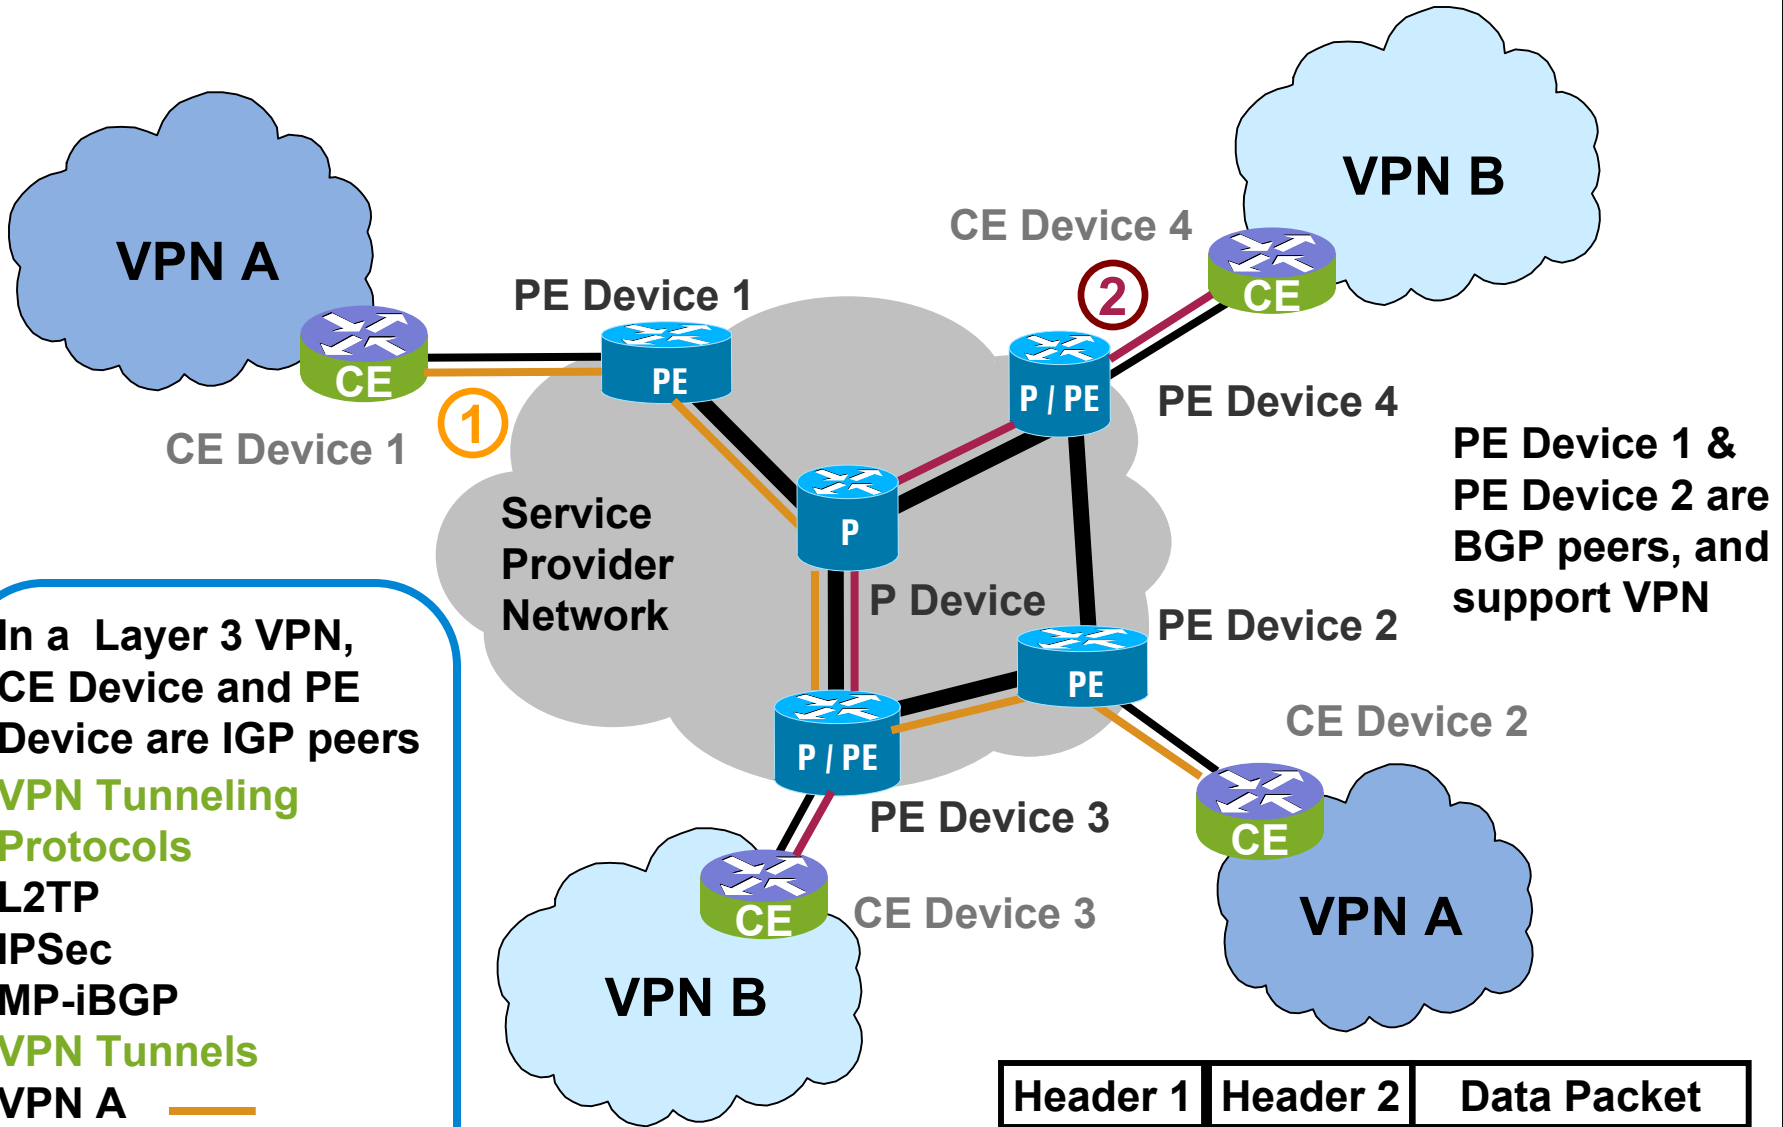 VPN B
CE Device 4
VPN A
PE Device 1
2
CE
CE
PE
P / PE
PE Device 4
1
CE Device 1
PE Device 1 &
PE Device 2 are
BGP peers, and
support VPN
Service
Provider
Network
P
P Device
PE Device 2
In a Layer 3 VPN,
CE Device and PE
Device are IGP peers
VPN Tunneling
Protocols
L2TP
IPSec
MP-iBGP
VPN Tunnels
VPN A
PE
CE Device 2
P / PE
PE Device 3
CE
CE
CE Device 3
VPN A
VPN B
Header 1
Header 2
Data Packet